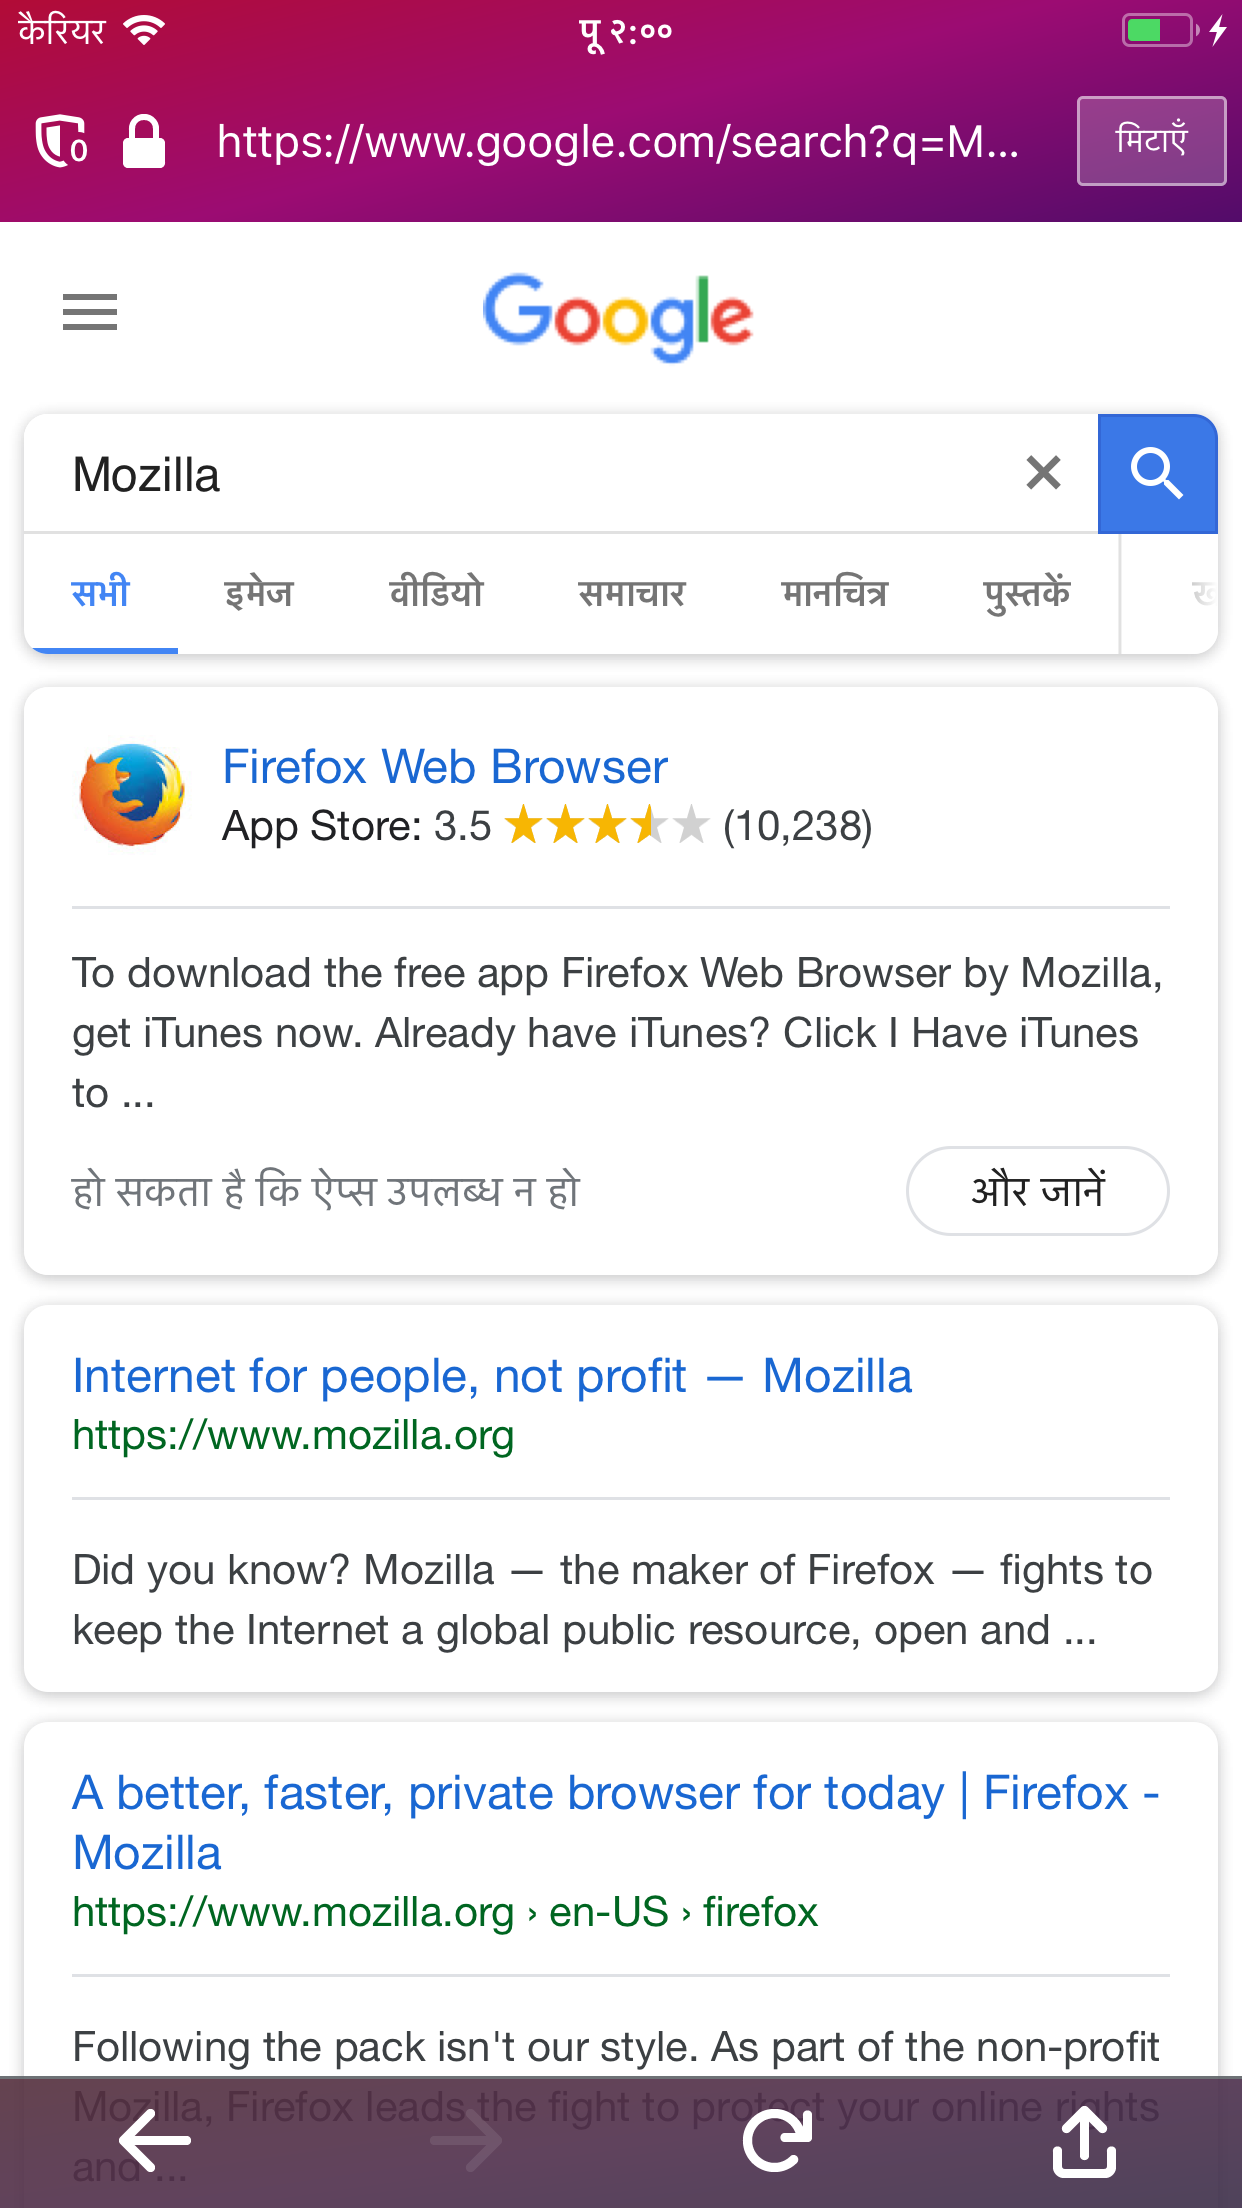 कैरियर पू २:००
0 https://www.google.com/search?q=M... मिटाएँ
Google
Mozilla
सभी इमेज वीडियो समाचार मानचित्र पुस्तकें
Firefox Web Browser
App Store: 3.5 (10,238)
To download the free app Firefox Web Browser by Mozilla,
get iTunes now. Already have iTunes? Click I Have iTunes
to ...
हो सकता है कि ऐप्स उपलब्ध न हो और जानें
Internet for people, not profit — Mozilla
https://www.mozilla.org
Did you know? Mozilla — the maker of Firefox — fights to
keep the Internet a global public resource, open and ...
A better, faster, private browser for today | Firefox -
Mozilla
https://www.mozilla.org › en-US › firefox
Following the pack isn't our style. As part of the non-profit
Mozilla, Firefox leads the fight to protect your online rights
and ...